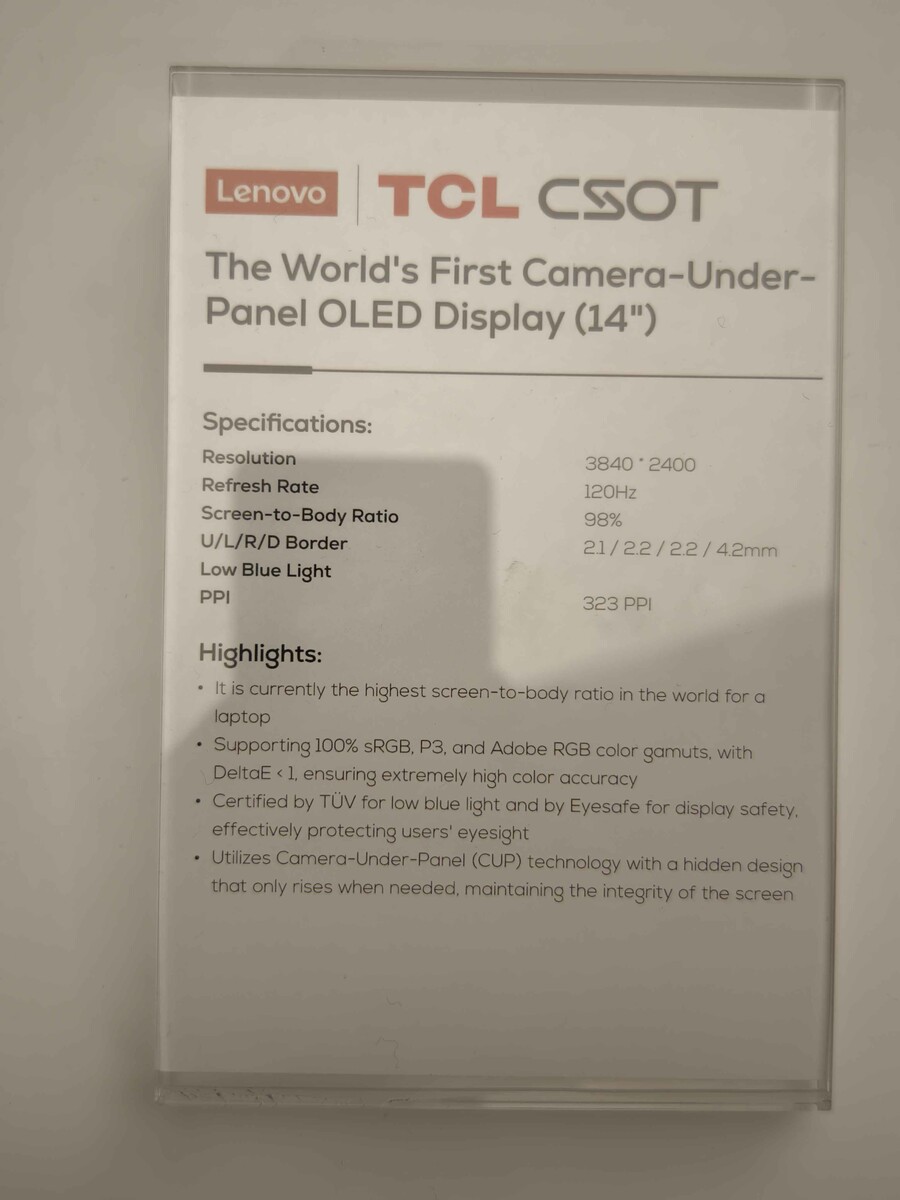 Lenovo TCL CSOT
The World's First Camera-Under-
Panel OLED Display (14")
Specifications:
Resolution 3840 * 2400
Refresh Rate 120Hz
Screen-to-Body Ratio 98%
U/L/R/D Border 2.1 / 2.2 / 2.2 / 4.2mm
Low Blue Light
PPI 323 PPI
Highlights:
• It is currently the highest screen-to-body ratio in the world for a
laptop
• Supporting 100% sRGB, P3, and Adobe RGB color gamuts, with
DeltaE < 1, ensuring extremely high color accuracy
• Certified by TÜV for low blue light and by Eyesafe for display safety,
effectively protecting users' eyesight
• Utilizes Camera-Under-Panel (CUP) technology with a hidden design
that only rises when needed, maintaining the integrity of the screen